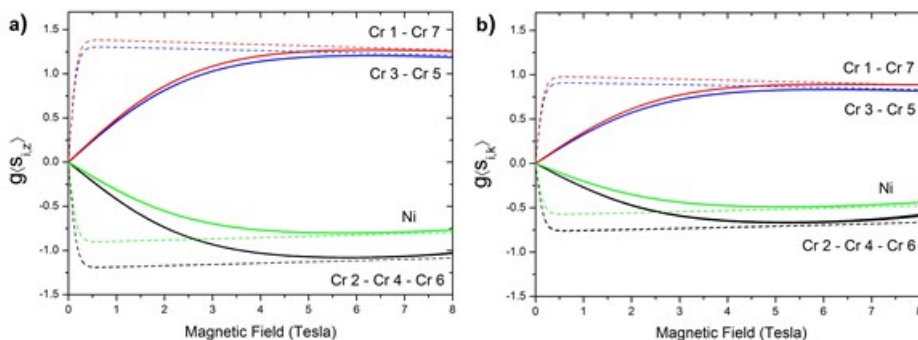 a)
g⟨s_{i,z}⟩
1.5
1.0
0.5
0.0
-0.5
-1.0
-1.5
Cr 1 - Cr 7
Cr 3 - Cr 5
Ni
Cr 2 - Cr 4 - Cr 6
0 1 2 3 4 5 6 7 8
Magnetic Field (Tesla)
b)
g⟨s_{i,k}⟩
1.5
1.0
0.5
0.0
-0.5
-1.0
-1.5
Cr 1 - Cr 7
Cr 3 - Cr 5
Ni
Cr 2 - Cr 4 - Cr 6
0 1 2 3 4 5 6 7 8
Magnetic Field (Tesla)